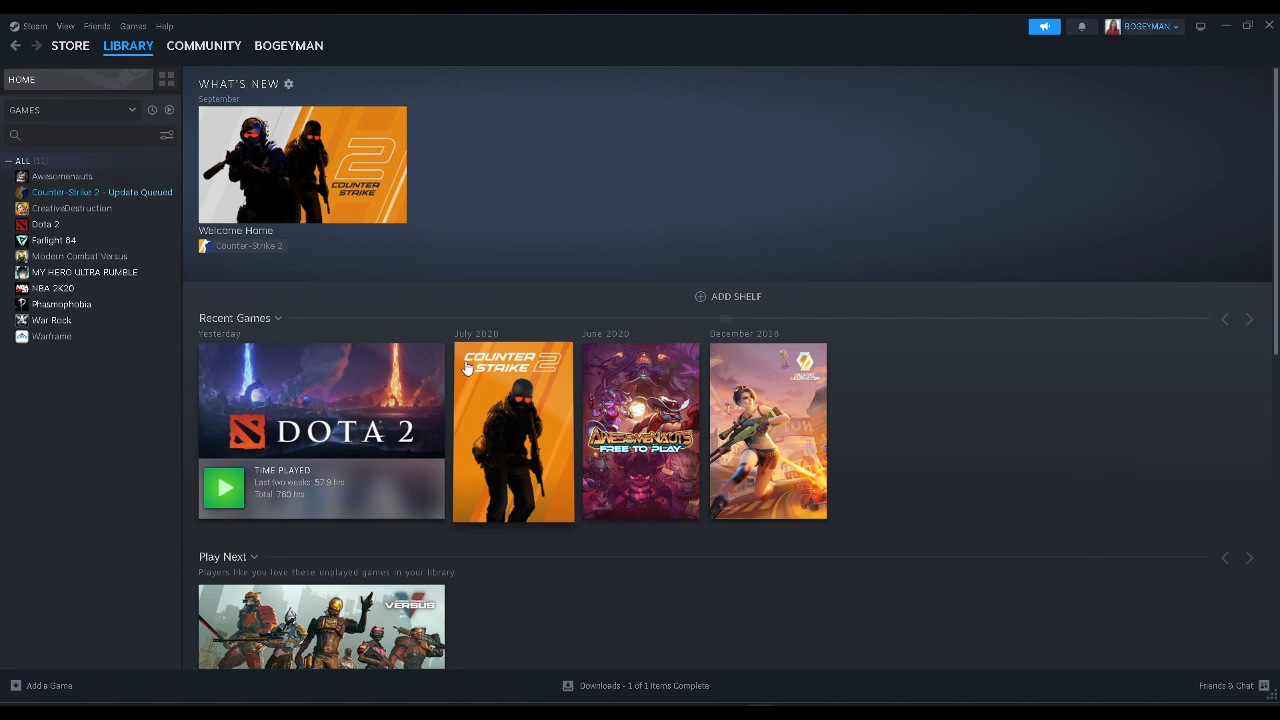 Steam View Friends Games Help
BOGEYMAN
STORE LIBRARY COMMUNITY BOGEYMAN
HOME
GAMES
ALL (11)
Awesomenauts
Counter-Strike 2 - Update Queued
CreativeDestruction
Dota 2
Farlight 84
Modern Combat Versus
MY HERO ULTRA RUMBLE
NBA 2K20
Phasmophobia
War Rock
Warframe
WHAT'S NEW
September
2
COUNTER
STRIKE
Welcome Home
Counter-Strike 2
ADD SHELF
Recent Games
Yesterday
DOTA 2
TIME PLAYED
Last two weeks: 57.9 hrs
Total: 760 hrs
July 2020
COUNTER
STRIKE 2
June 2020
AWESOMENAUTS
FREE TO PLAY
December 2018
Play Next
Players like you love these unplayed games in your library
VERSUS
Add a Game
Downloads - 1 of 1 Items Complete
Friends & Chat